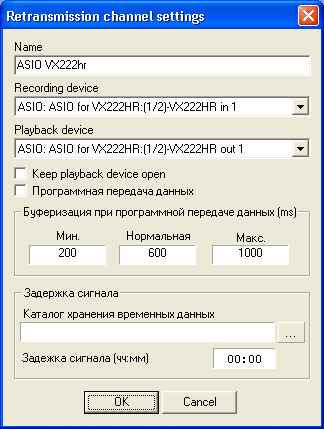 Retransmission channel settings
Name
ASIO VX222hr
Recording device
ASIO: ASIO for VX222HR:(1/2)-VX222HR in 1
Playback device
ASIO: ASIO for VX222HR:(1/2)-VX222HR out 1
Keep playback device open
Программная передача данных
Буферизация при программной передаче данных (ms)
Мин. Нормальная Макс.
200 600 1000
Задержка сигнала
Каталог хранения временных данных
...
Задежка сигнала (чч:мм) 00:00
OK Cancel